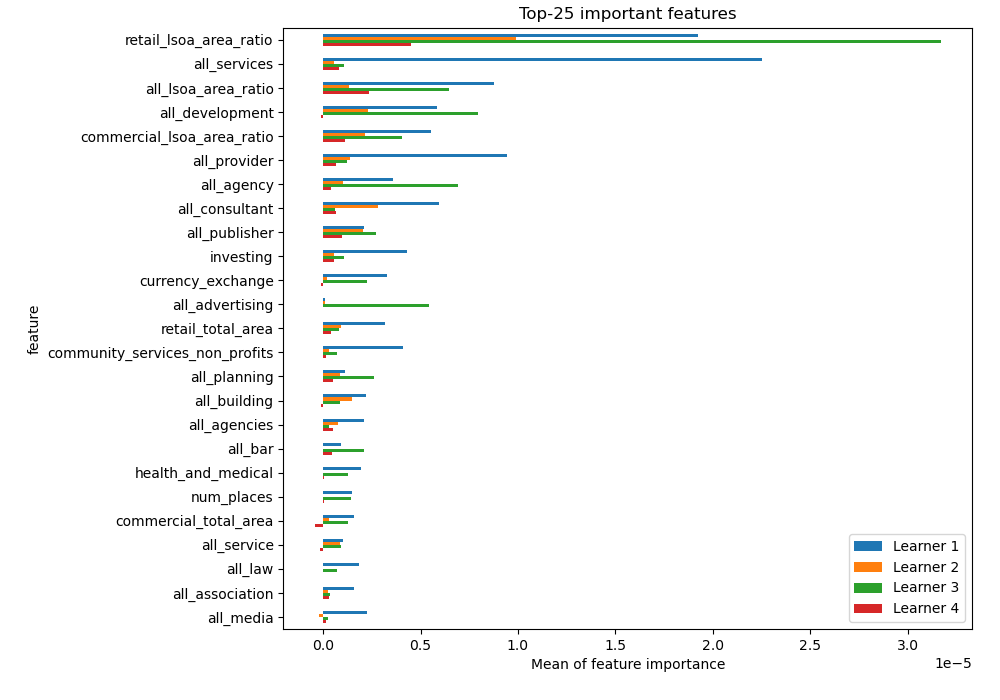 Top-25 important features
retail_lsoa_area_ratio
all_services
all_lsoa_area_ratio
all_development
commercial_lsoa_area_ratio
all_provider
all_agency
all_consultant
all_publisher
investing
currency_exchange
all_advertising
retail_total_area
community_services_non_profits
all_planning
all_building
all_agencies
all_bar
health_and_medical
num_places
commercial_total_area
all_service
all_law
all_association
all_media
feature
Learner 1
Learner 2
Learner 3
Learner 4
0.0 0.5 1.0 1.5 2.0 2.5 3.0
1e−5
Mean of feature importance